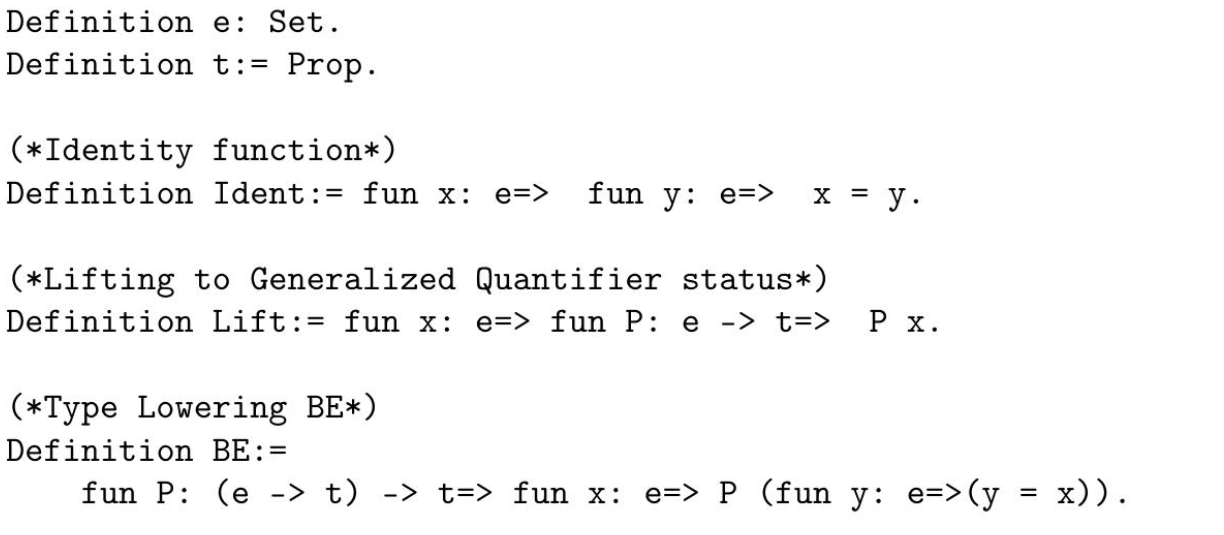 Definition e: Set.
Definition t:= Prop.
(*Identity function*)
Definition Ident:= fun x: e=> fun y: e=> x = y.
(*Lifting to Generalized Quantifier status*)
Definition Lift:= fun x: e=> fun P: e -> t=> P x.
(*Type Lowering BE*)
Definition BE:=
fun P: (e -> t) -> t=> fun x: e=> P (fun y: e=>(y = x)).